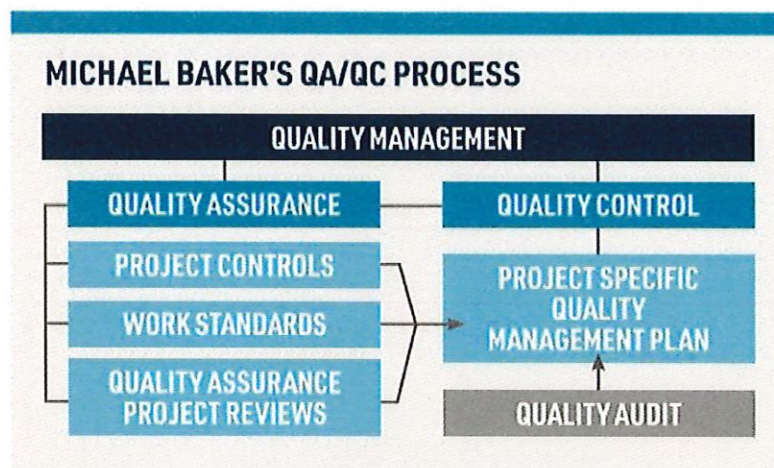 MICHAEL BAKER'S QA/QC PROCESS
QUALITY MANAGEMENT
QUALITY ASSURANCE
QUALITY CONTROL
PROJECT CONTROLS
WORK STANDARDS
QUALITY ASSURANCE
PROJECT REVIEWS
PROJECT SPECIFIC
QUALITY
MANAGEMENT PLAN
QUALITY AUDIT